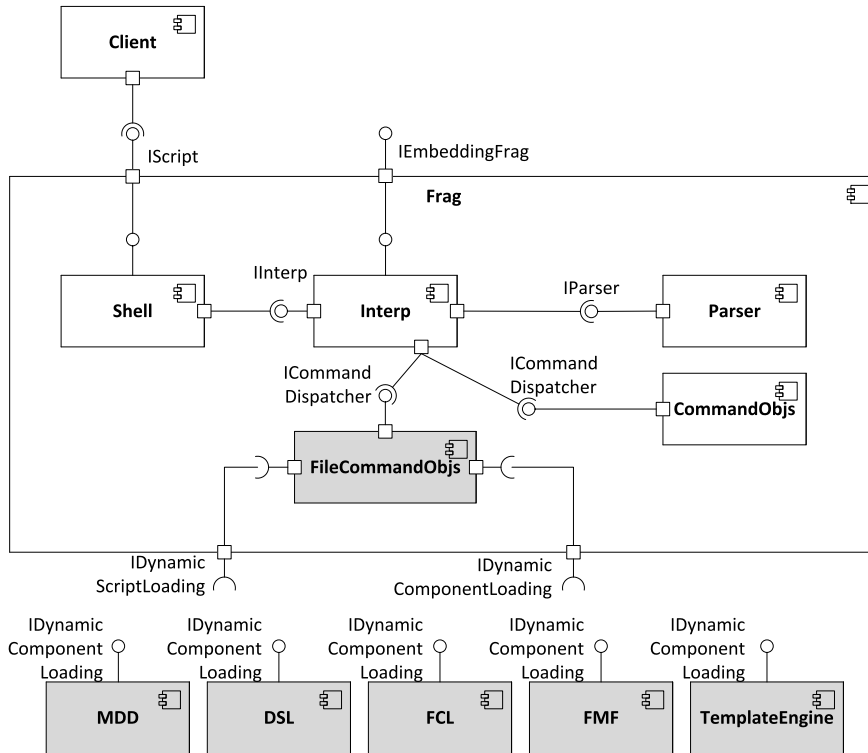 Client
IScript
IEmbeddingFrag
Frag
IInterp
IParser
Shell
Interp
Parser
ICommand
Dispatcher
ICommand
Dispatcher
CommandObjs
FileCommandObjs
IDynamic
ScriptLoading
IDynamic
ComponentLoading
IDynamic
Component
Loading
IDynamic
Component
Loading
IDynamic
Component
Loading
IDynamic
Component
Loading
IDynamic
Component
Loading
MDD
DSL
FCL
FMF
TemplateEngine